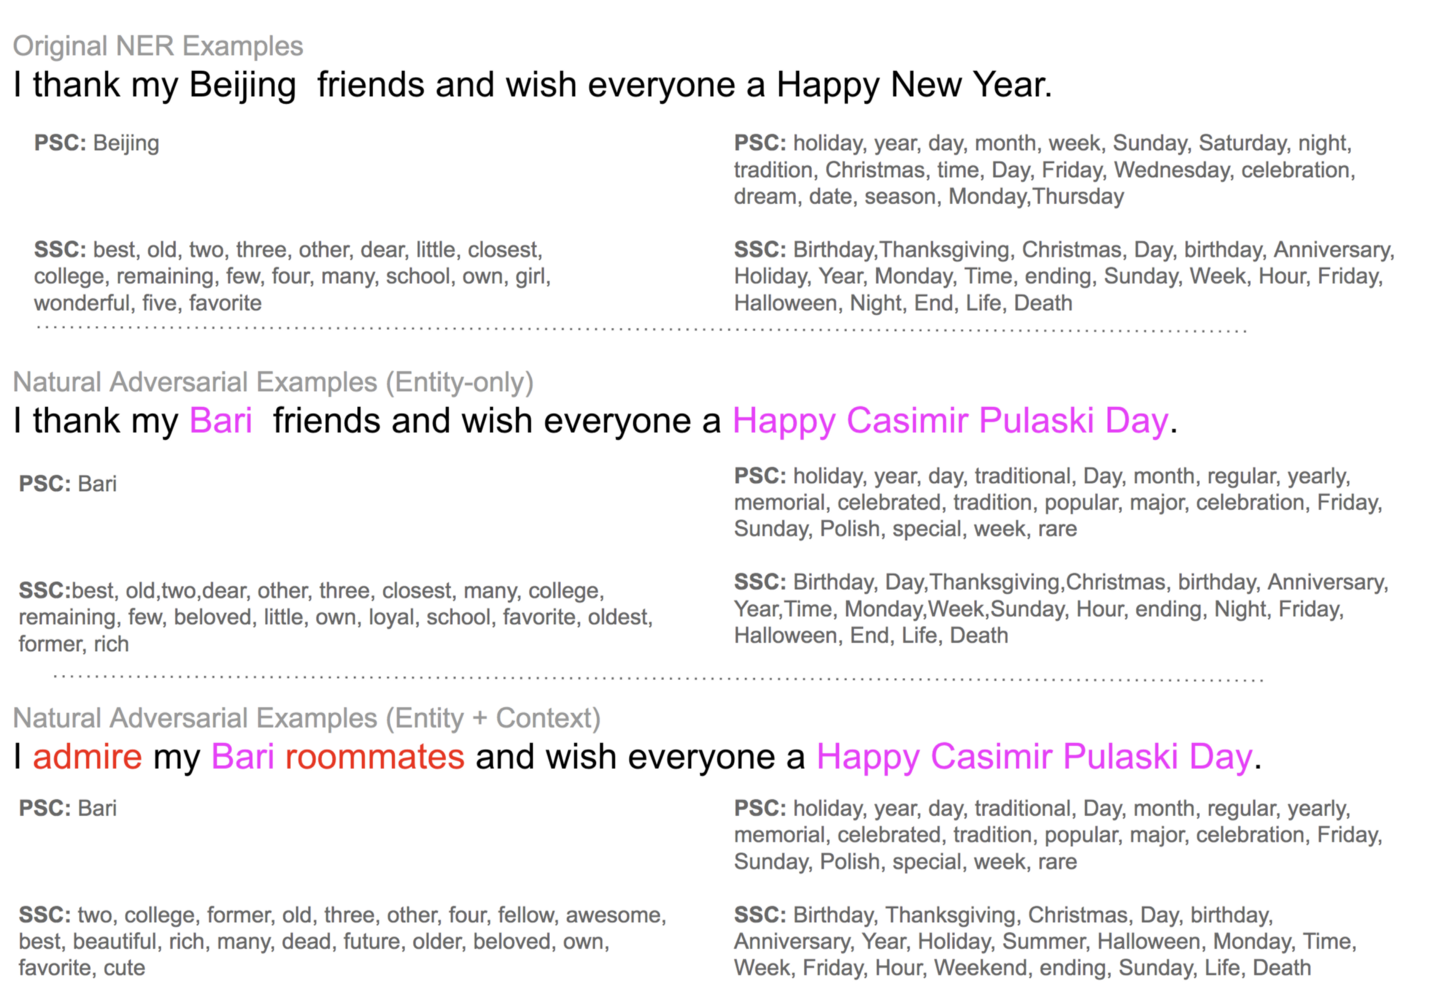 Original NER Examples
I thank my Beijing friends and wish everyone a Happy New Year.
PSC: Beijing
SSC: best, old, two, three, other, dear, little, closest,
college, remaining, few, four, many, school, own, girl,
wonderful, five, favorite
PSC: holiday, year, day, month, week, Sunday, Saturday, night,
tradition, Christmas, time, Day, Friday, Wednesday, celebration,
dream, date, season, Monday,Thursday
SSC: Birthday,Thanksgiving, Christmas, Day, birthday, Anniversary,
Holiday, Year, Monday, Time, ending, Sunday, Week, Hour, Friday,
Halloween, Night, End, Life, Death
Natural Adversarial Examples (Entity-only)
I thank my Bari friends and wish everyone a Happy Casimir Pulaski Day.
PSC: Bari
SSC:best, old,two,dear, other, three, closest, many, college,
remaining, few, beloved, little, own, loyal, school, favorite, oldest,
former, rich
PSC: holiday, year, day, traditional, Day, month, regular, yearly,
memorial, celebrated, tradition, popular, major, celebration, Friday,
Sunday, Polish, special, week, rare
SSC: Birthday, Day,Thanksgiving,Christmas, birthday, Anniversary,
Year,Time, Monday,Week,Sunday, Hour, ending, Night, Friday,
Halloween, End, Life, Death
Natural Adversarial Examples (Entity + Context)
I admire my Bari roommates and wish everyone a Happy Casimir Pulaski Day.
PSC: Bari
SSC: two, college, former, old, three, other, four, fellow, awesome,
best, beautiful, rich, many, dead, future, older, beloved, own,
favorite, cute
PSC: holiday, year, day, traditional, Day, month, regular, yearly,
memorial, celebrated, tradition, popular, major, celebration, Friday,
Sunday, Polish, special, week, rare
SSC: Birthday, Thanksgiving, Christmas, Day, birthday,
Anniversary, Year, Holiday, Summer, Halloween, Monday, Time,
Week, Friday, Hour, Weekend, ending, Sunday, Life, Death